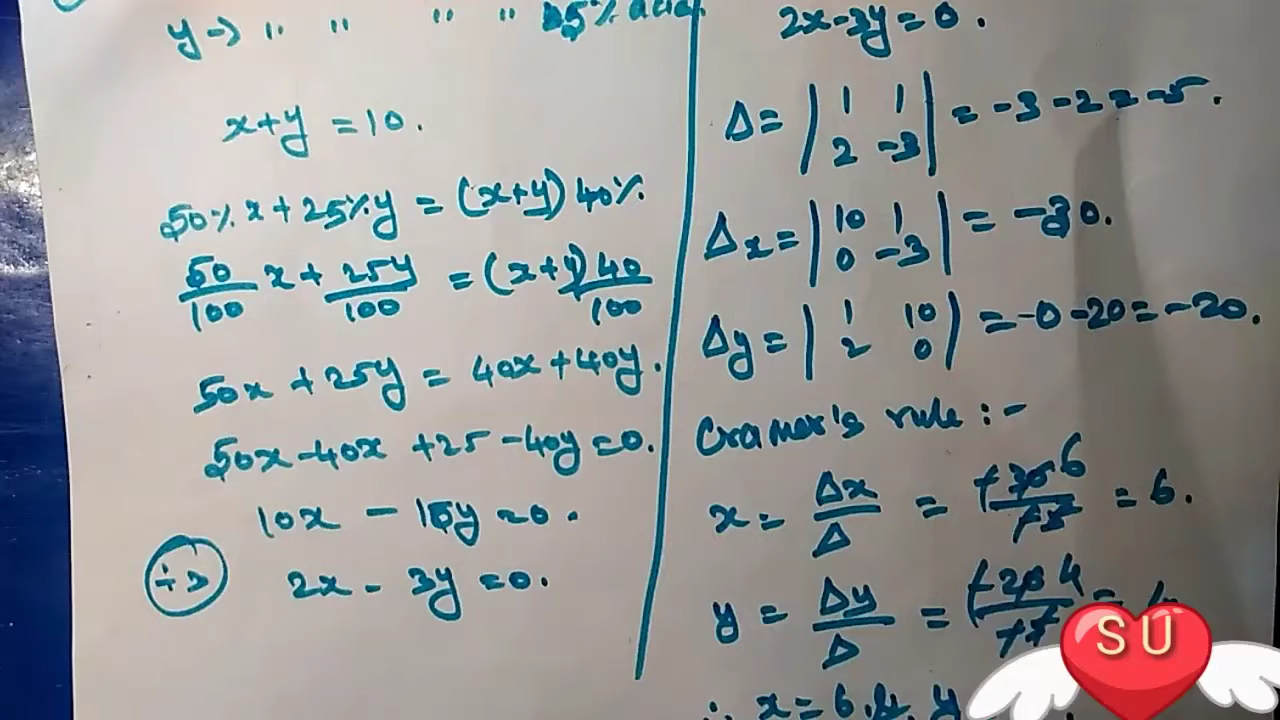 y → " " " " 25% acid.
x+y = 10.
50% x + 25% y = (x+y) 40%.
50/100 x + 25y/100 = (x+y) 40/100
50x + 25y = 40x + 40y.
50x - 40x + 25 - 40y = 0.
10x - 15y = 0.
÷5 2x - 3y = 0.
2x - 3y = 0.
Δ = | 1 1 ; 2 -3 | = -3 - 2 = -5.
Δx = | 10 1 ; 0 -3 | = -30.
Δy = | 1 10 ; 2 0 | = -0 - 20 = -20.
Cramer's rule :-
x = Δx/Δ = -30/-5 6 = 6.
y = Δy/Δ = -20/-5 4 =
∴ x = 6 y
SU